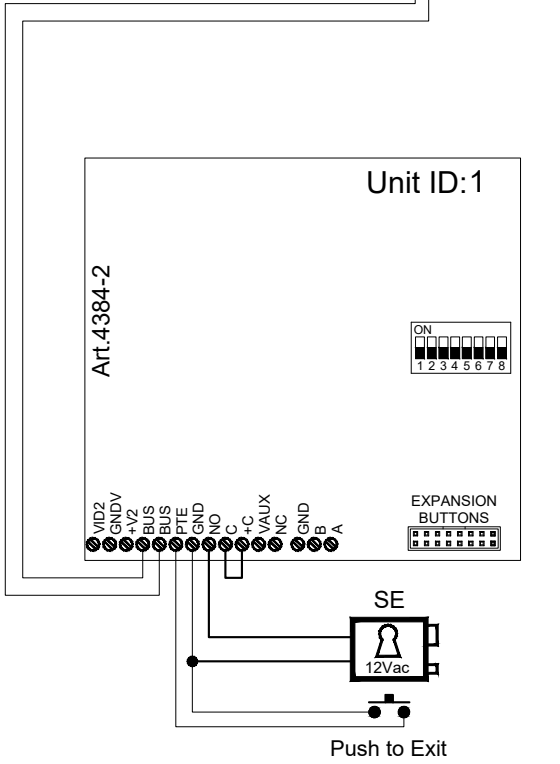 Unit ID:1
Art.4384-2
ON
1 2 3 4 5 6 7 8
VID2
GNDV
+V2
BUS
BUS
PTE
GND
NO
C
+C
VAUX
NC
GND
B
A
EXPANSION
BUTTONS
SE
12Vac
Push to Exit